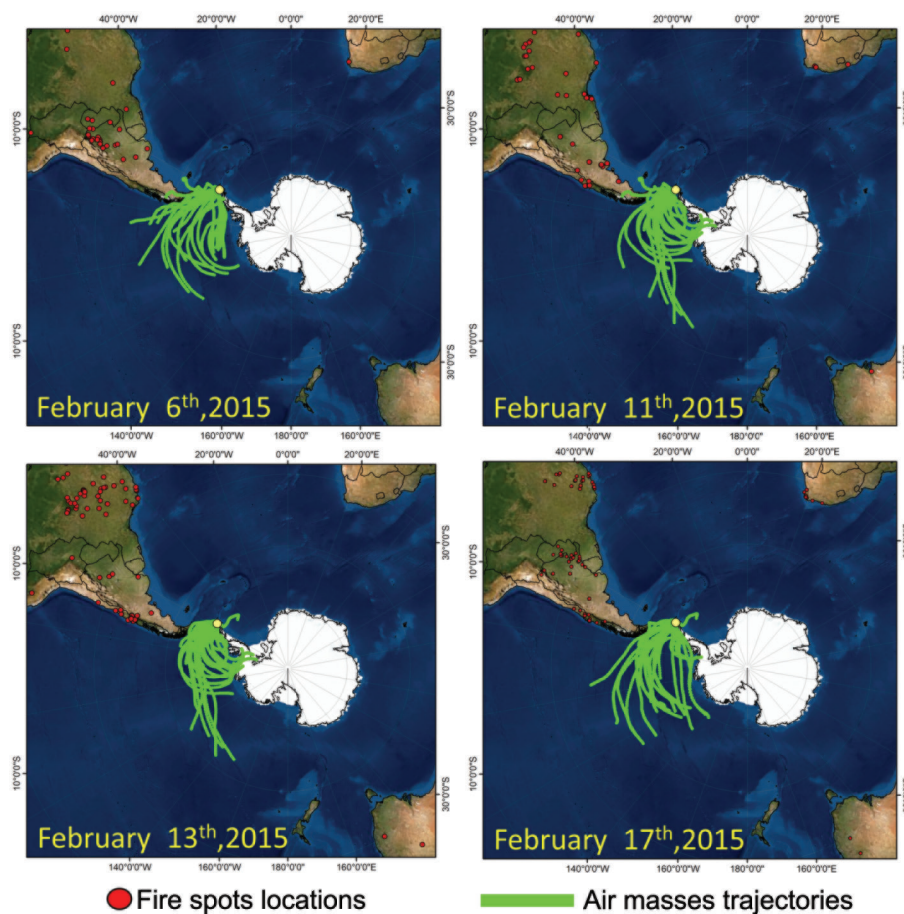 40°0'0"W 20°0'0"W 0°0'0" 20°0'0"E
40°0'0"W 20°0'0"W 0°0'0" 20°0'0"E
10°0'0"S
30°0'0"S
10°0'0"S
10°0'0"S
30°0'0"S
10°0'0"S
30°0'0"S
February 6th,2015
February 11th,2015
140°0'0"W 160°0'0"W 180°0'0" 160°0'0"E
140°0'0"W 160°0'0"W 180°0'0" 160°0'0"E
40°0'0"W 20°0'0"W 0°0'0" 20°0'0"E
40°0'0"W 20°0'0"W 0°0'0" 20°0'0"E
10°0'0"S
30°0'0"S
10°0'0"S
30°0'0"S
10°0'0"S
30°0'0"S
10°0'0"S
30°0'0"S
February 13th,2015
February 17th,2015
140°0'0"W 160°0'0"W 180°0'0" 160°0'0"E
140°0'0"W 160°0'0"W 180°0'0" 160°0'0"E
Fire spots locations
Air masses trajectories